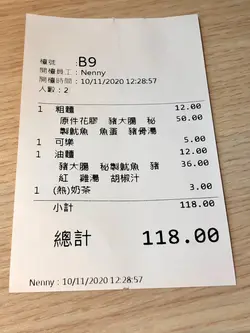 檯號 :B9
開檯員工:Nenny
開檯時間:10/11/2020 12:28:57
人數:2
1 粗麵 12.00
原件花膠 豬大腸 秘 50.00
製魷魚 魚蛋 豬骨湯
1 可樂 5.00
1 油麵 12.00
豬大腸 秘製魷魚 豬 36.00
紅 雞湯 胡椒汁
1 (熱)奶茶 3.00
小計 118.00
總計 118.00
Nenny : 10/11/2020 12:28:57